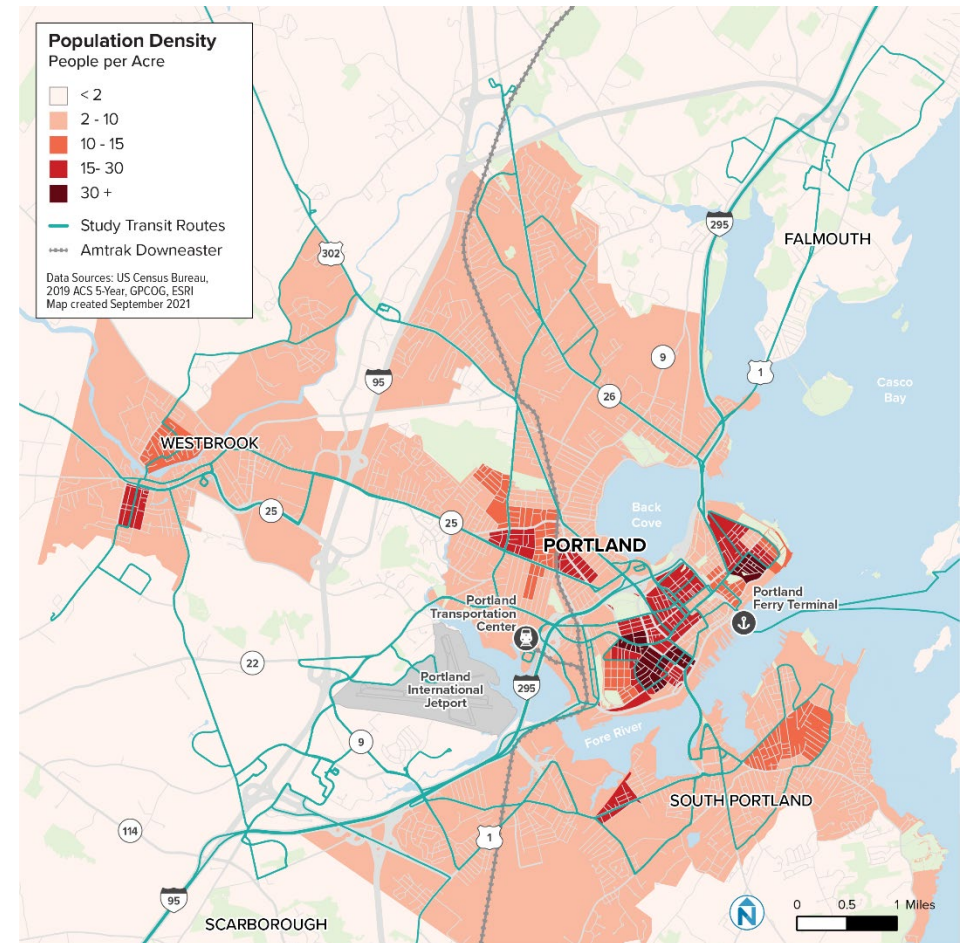 Population Density
People per Acre
< 2
2 - 10
10 - 15
15- 30
30 +
Study Transit Routes
Amtrak Downeaster
Data Sources: US Census Bureau,
2019 ACS 5-Year, GPCOG, ESRI
Map created September 2021
302
295
FALMOUTH
95
9
1
Casco
Bay
26
WESTBROOK
25
25
Back
Cove
PORTLAND
Portland
Transportation
Center
Portland
Ferry Terminal
22
Portland
International
Jetport
295
9
Fore River
SOUTH PORTLAND
114
1
95
SCARBOROUGH
N
0 0.5 1 Miles